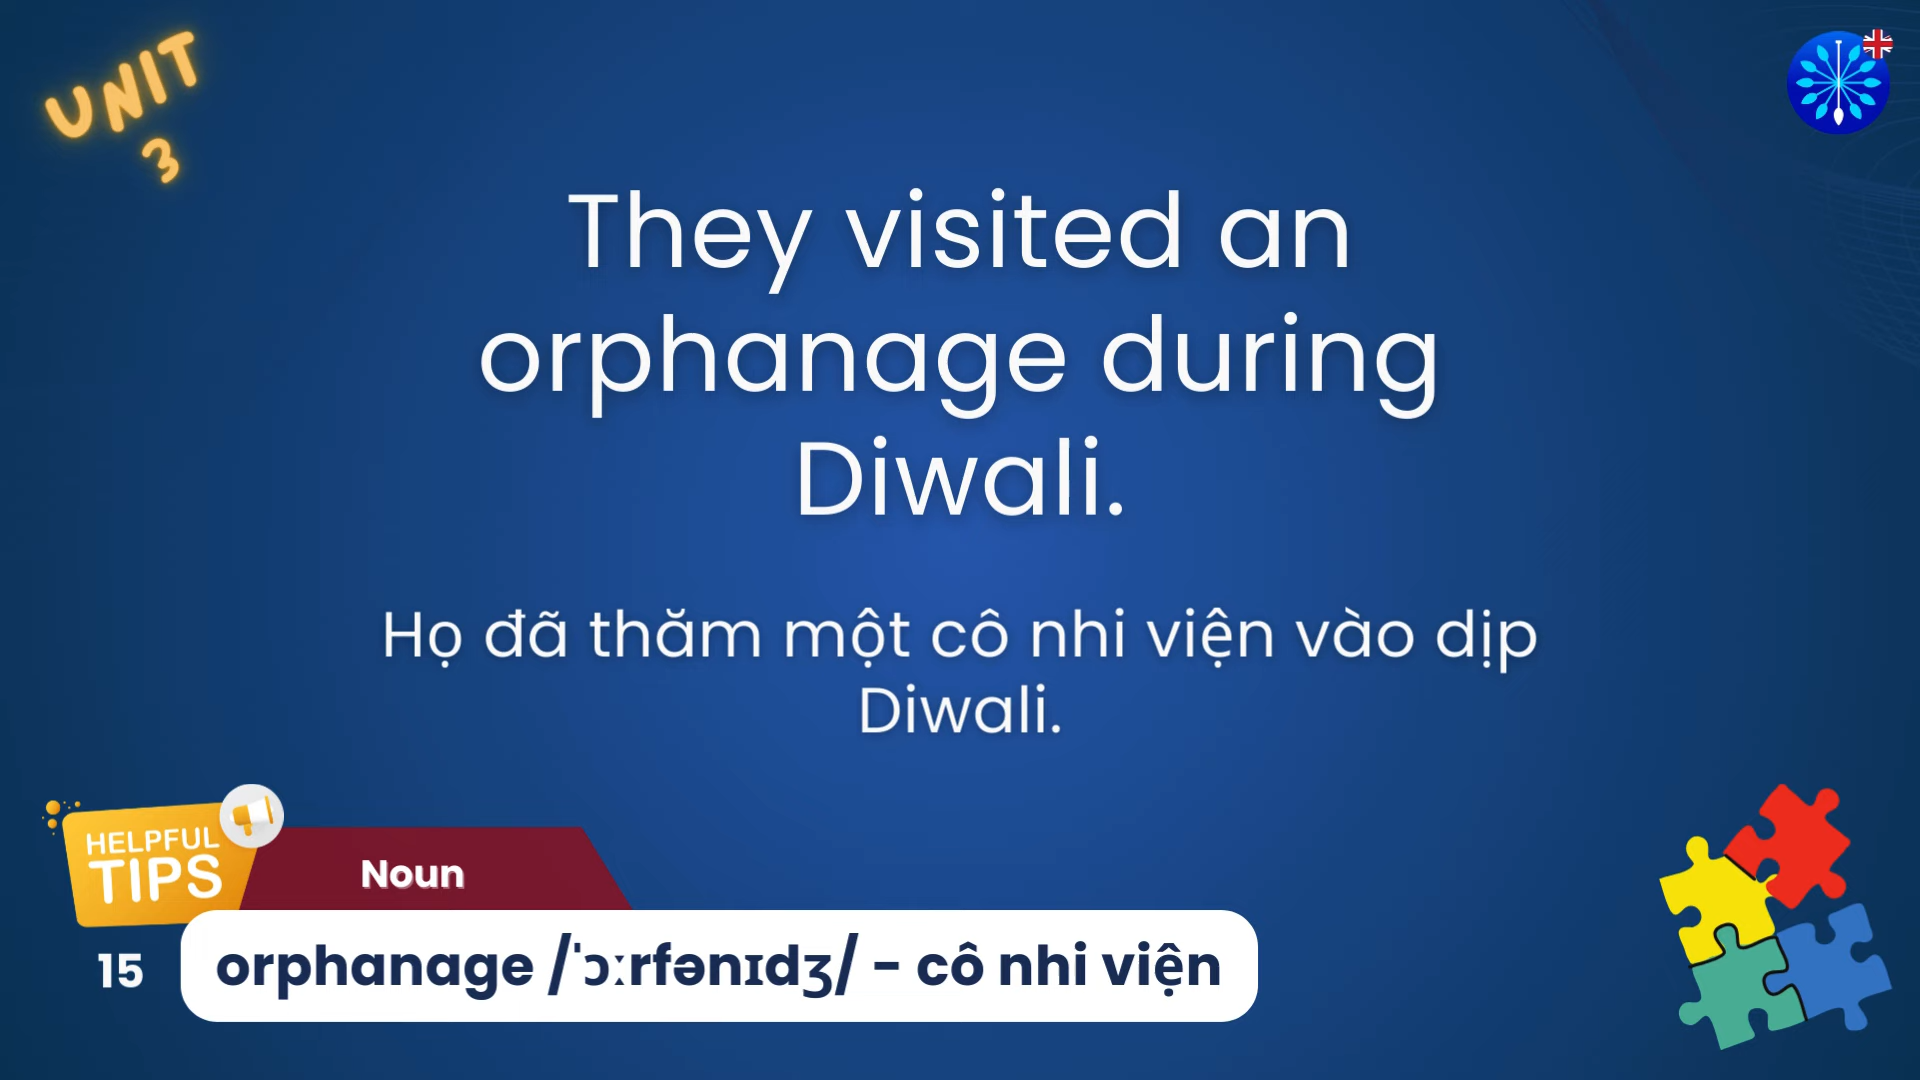 UNIT
3
They visited an
orphanage during
Diwali.
Họ đã thăm một cô nhi viện vào dịp
Diwali.
HELPFUL
TIPS
Noun
15
orphanage /ˈɔːrfənɪdʒ/ - cô nhi viện